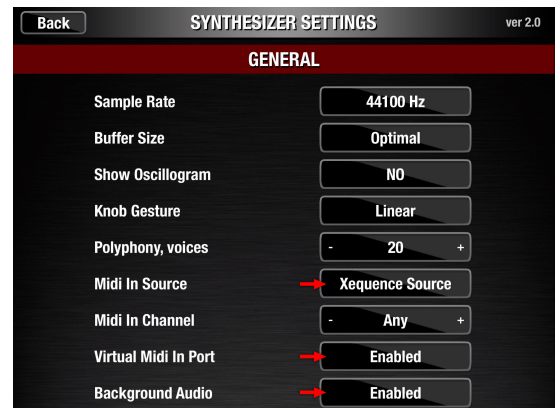 Back SYNTHESIZER SETTINGS ver 2.0
GENERAL
Sample Rate 44100 Hz
Buffer Size Optimal
Show Oscillogram NO
Knob Gesture Linear
Polyphony, voices - 20 +
Midi In Source Xequence Source
Midi In Channel - Any +
Virtual Midi In Port Enabled
Background Audio Enabled